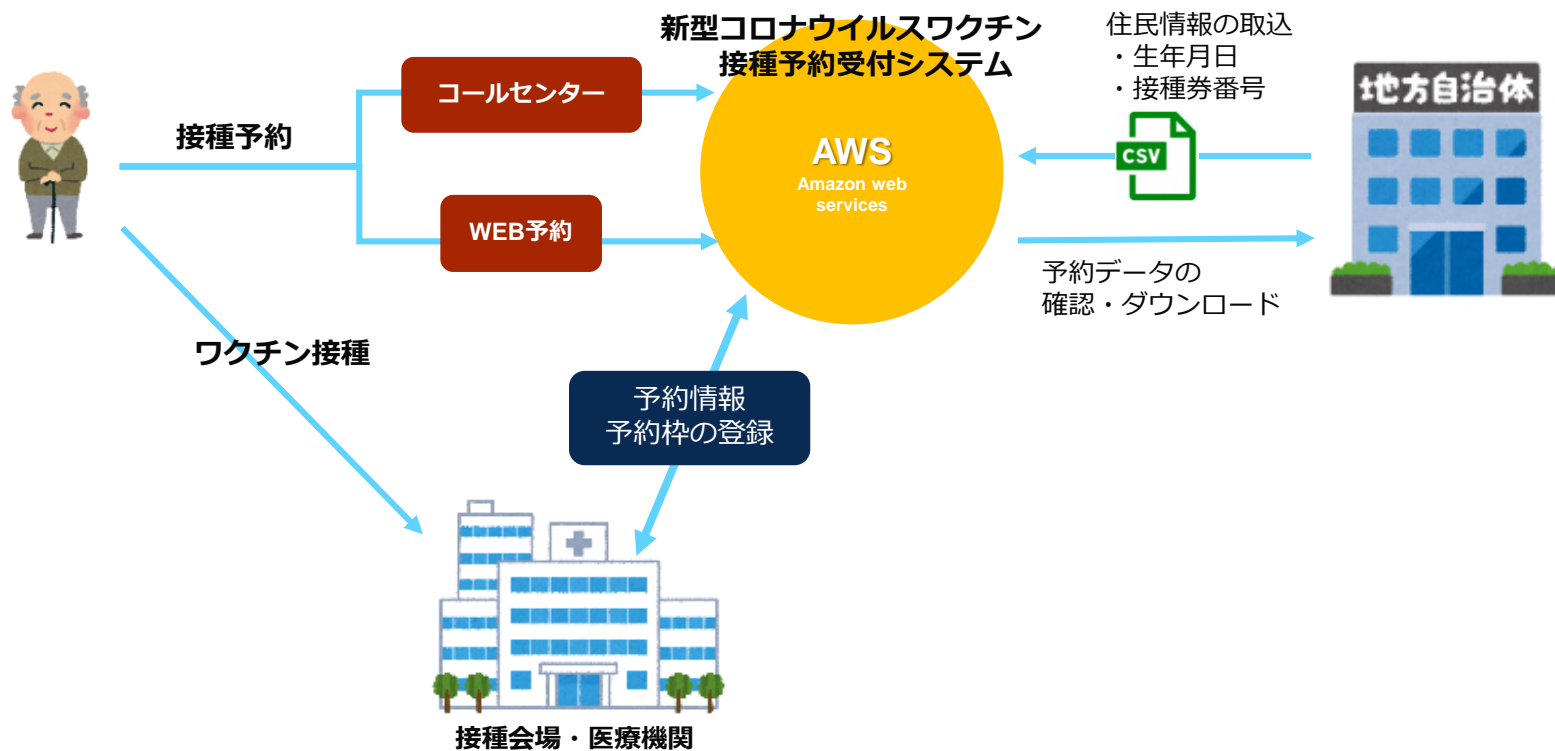 新型コロナウイルスワクチン
接種予約受付システム
住民情報の取込
・生年月日
・接種券番号
地方自治体
コールセンター
接種予約
AWS
Amazon web
services
CSV
WEB予約
予約データの
確認・ダウンロード
ワクチン接種
予約情報
予約枠の登録
接種会場・医療機関